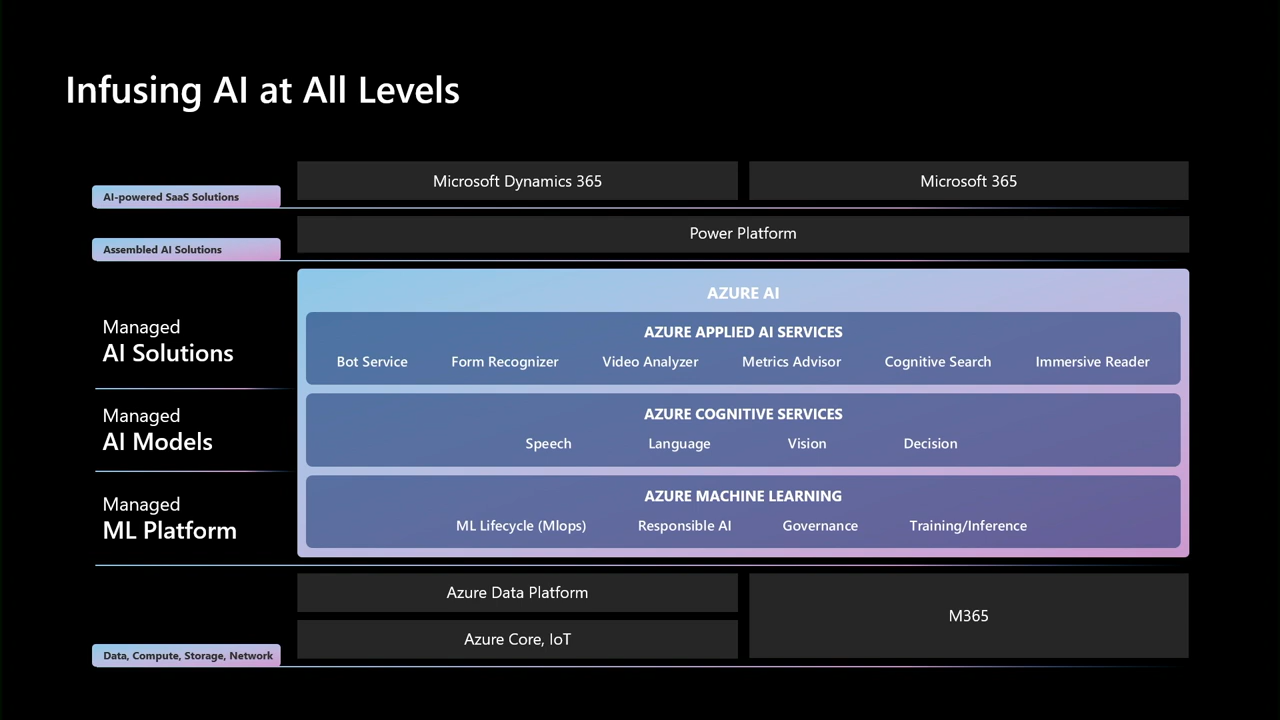 Infusing AI at All Levels
Microsoft Dynamics 365
Microsoft 365
AI-powered SaaS Solutions
Power Platform
Assembled AI Solutions
AZURE AI
Managed
AI Solutions
AZURE APPLIED AI SERVICES
Bot Service
Form Recognizer
Video Analyzer
Metrics Advisor
Cognitive Search
Immersive Reader
Managed
AI Models
AZURE COGNITIVE SERVICES
Speech
Language
Vision
Decision
Managed
ML Platform
AZURE MACHINE LEARNING
ML Lifecycle (Mlops)
Responsible AI
Governance
Training/Inference
Azure Data Platform
M365
Azure Core, IoT
Data, Compute, Storage, Network